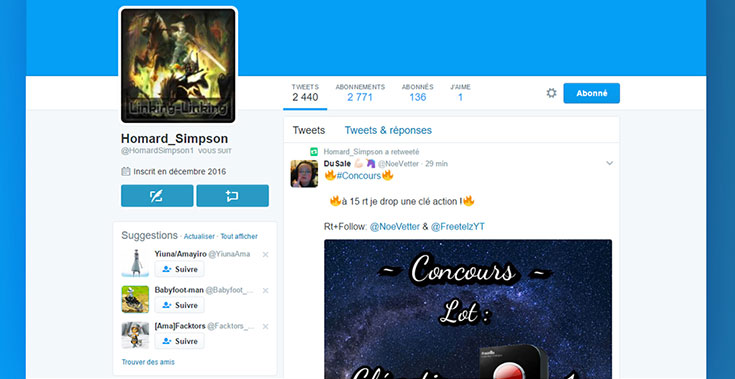 Linking-Linking
TWEETS ABONNEMENTS ABONNÉS J'AIME
2 440 2 771 136 1
Abonné
Homard_Simpson
@HomardSimpson1 VOUS SUIT
Inscrit en décembre 2016
Tweets Tweets & réponses
Homard_Simpson a retweeté
Du Sale @NoeVetter · 29 min
🔥#Concours🔥
🔥à 15 rt je drop une clé action !🔥
Rt+Follow: @NoeVetter & @FreetelzYT
~ Concours ~
Lot :
Suggestions · Actualiser · Tout afficher
Yiuna/Amayiro @YiunaAma
Suivre
Babyfoot-man @Babyfoot_...
Suivre
[Ama]Facktors @Facktors_...
Suivre
Trouver des amis